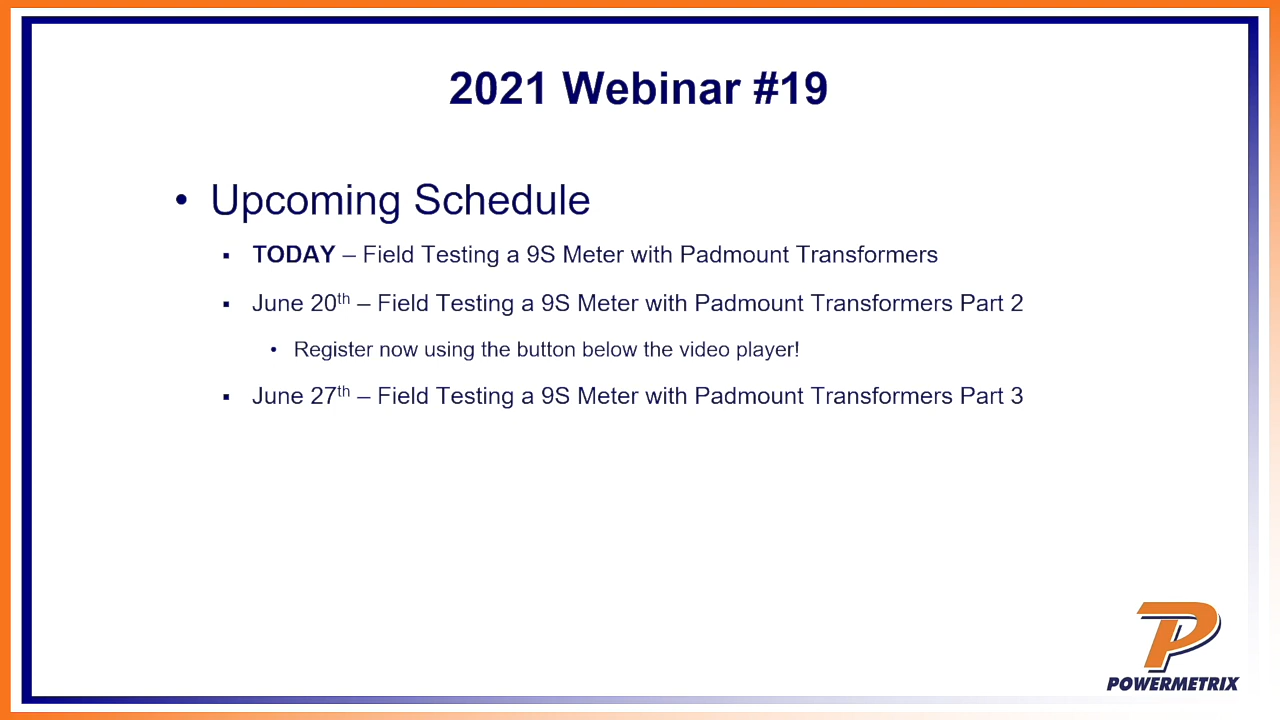 2021 Webinar #19
• Upcoming Schedule
▪ TODAY – Field Testing a 9S Meter with Padmount Transformers
▪ June 20th – Field Testing a 9S Meter with Padmount Transformers Part 2
• Register now using the button below the video player!
▪ June 27th – Field Testing a 9S Meter with Padmount Transformers Part 3
P
POWERMETRIX